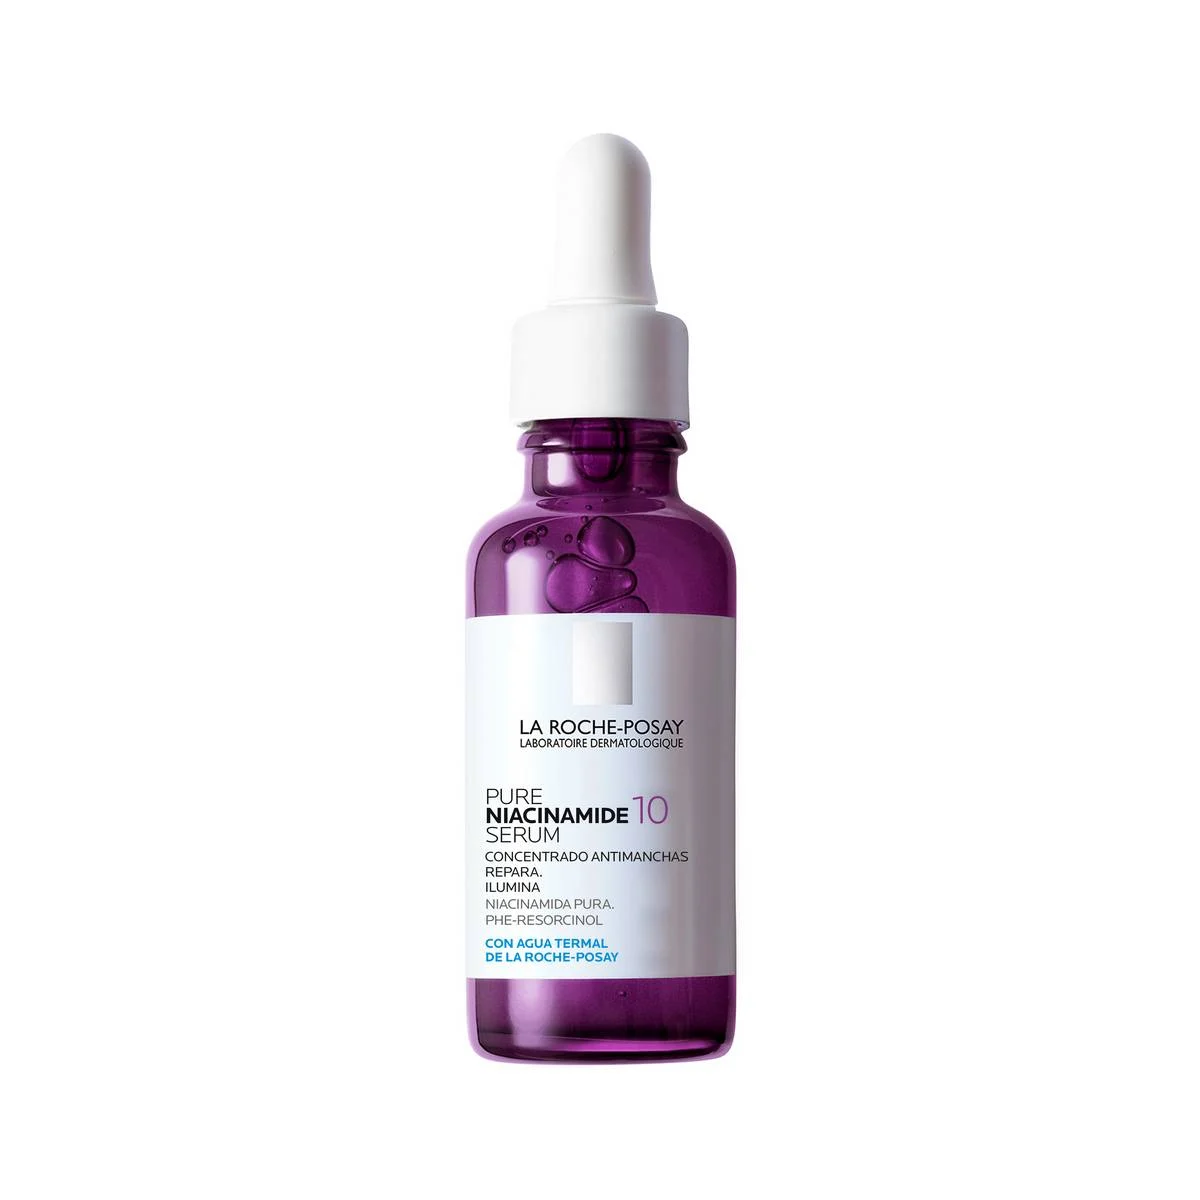 LA ROCHE-POSAY
LABORATOIRE DERMATOLOGIQUE
PURE
NIACINAMIDE 10
SERUM
CONCENTRADO ANTIMANCHAS
REPARA.
ILUMINA
NIACINAMIDA PURA.
PHE-RESORCINOL
CON AGUA TERMAL
DE LA ROCHE-POSAY